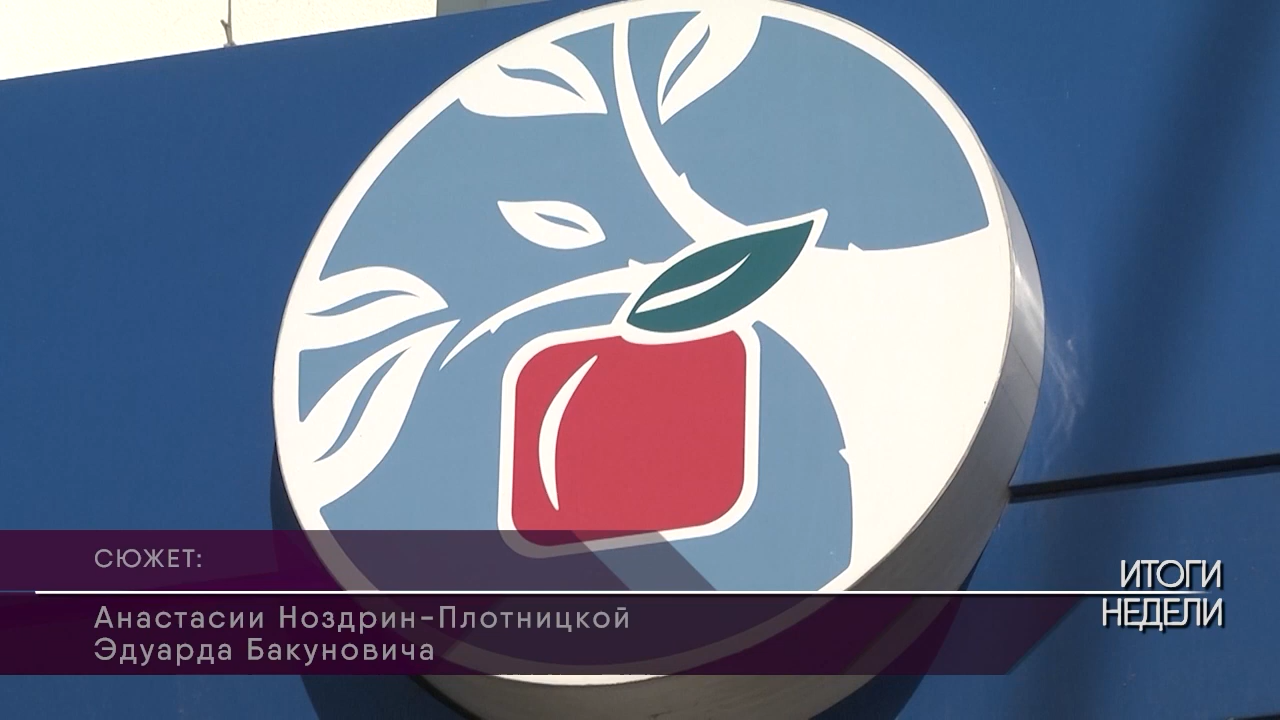 СЮЖЕТ:
Анастасии Ноздрин-Плотницкой
Эдуарда Бакуновича
ИТОГИ
НЕДЕЛИ